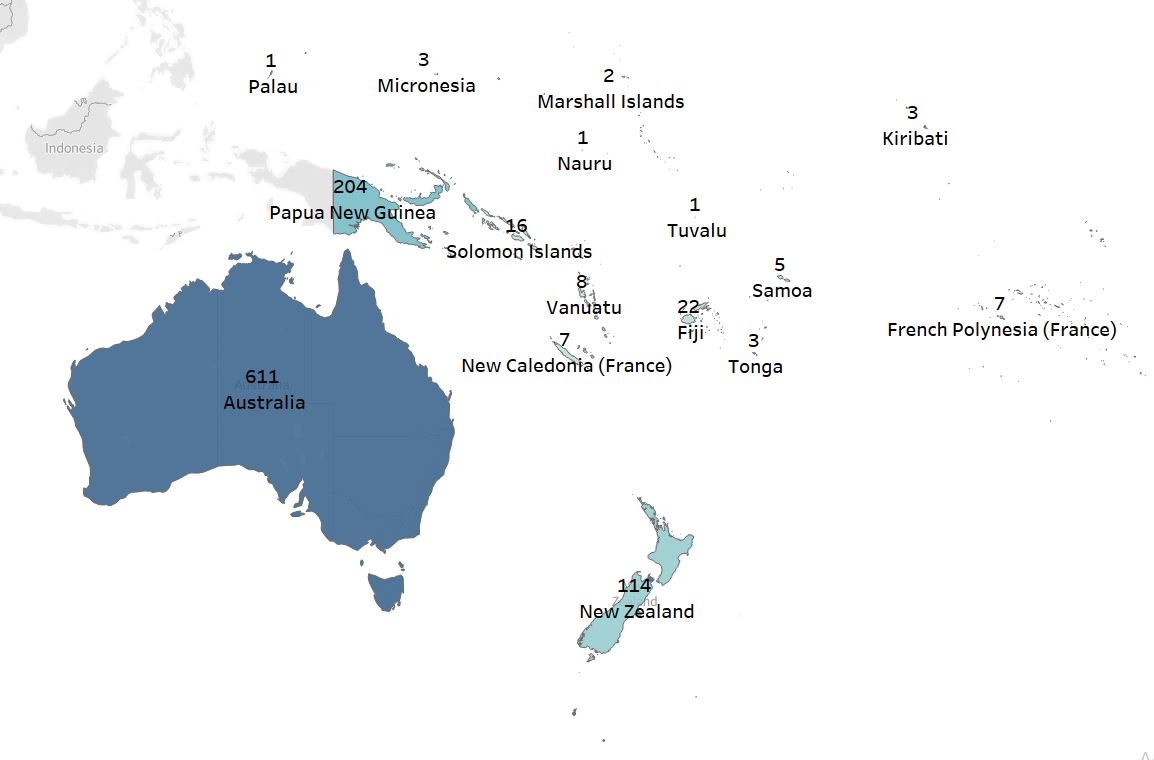 1
Palau
3
Micronesia
2
Marshall Islands
3
Kiribati
1
Nauru
Indonesia
204
Papua New Guinea
1
Tuvalu
16
Solomon Islands
5
Samoa
8
Vanuatu
22
Fiji
7
French Polynesia (France)
7
New Caledonia (France)
3
Tonga
611
Australia
Australia
114
New Zealand